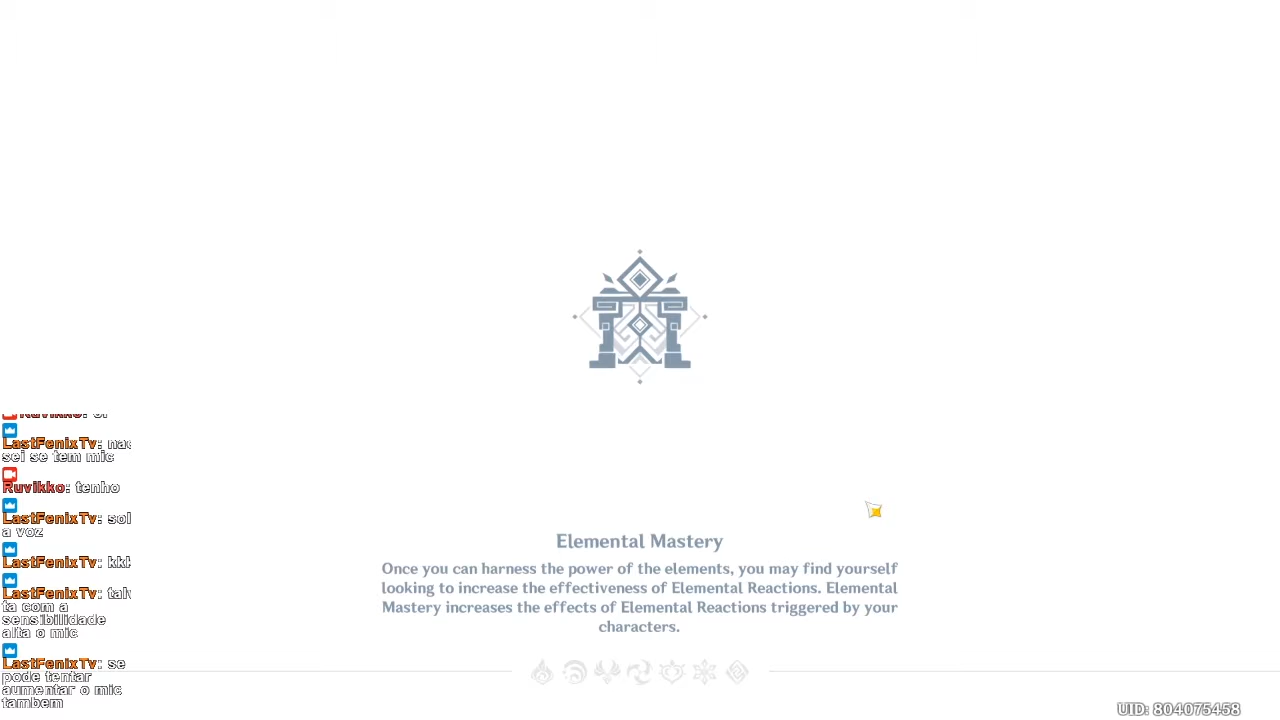 LastFenixTv: nao
sei se tem mic
Ruvikko: tenho
LastFenixTv: sol
a voz
LastFenixTv: kkk
LastFenixTv: talv
ta com a
sensibilidade
alta o mic
LastFenixTv: se
pode tentar
aumentar o mic
tambem
Elemental Mastery
Once you can harness the power of the elements, you may find yourself
looking to increase the effectiveness of Elemental Reactions. Elemental
Mastery increases the effects of Elemental Reactions triggered by your
characters.
UID: 804075458